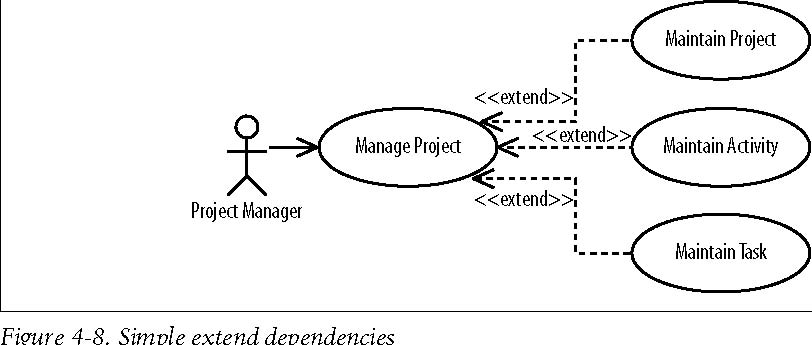 Maintain Project
<<extend>>
Manage Project
<<extend>>
Maintain Activity
Project Manager
<<extend>>
Maintain Task
Figure 4-8. Simple extend dependencies